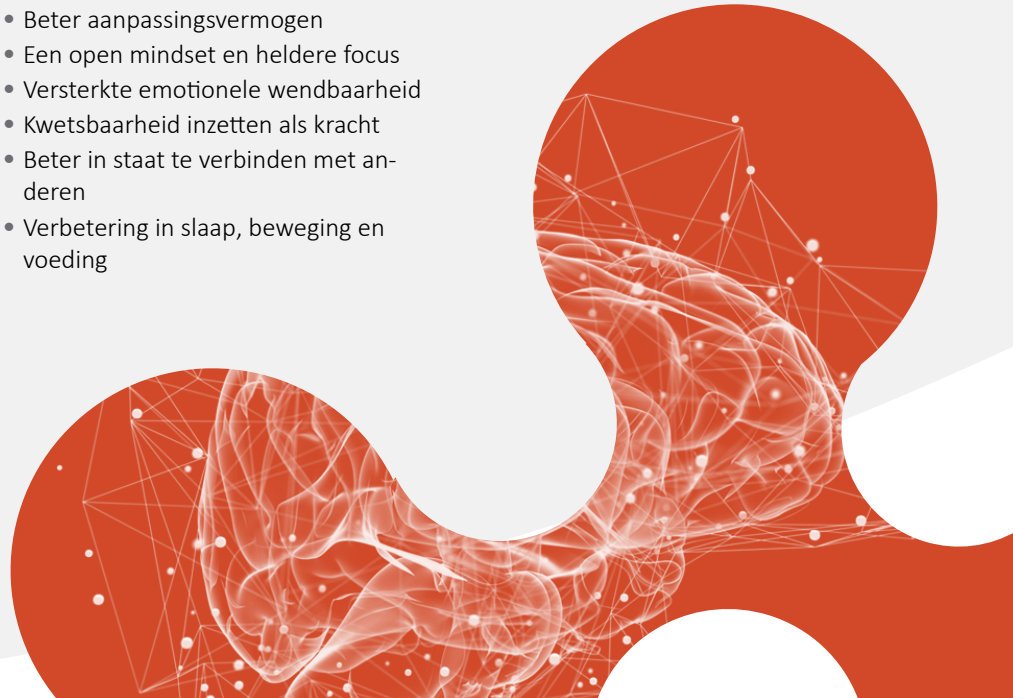 • Beter aanpassingsvermogen
• Een open mindset en heldere focus
• Versterkte emotionele wendbaarheid
• Kwetsbaarheid inzetten als kracht
• Beter in staat te verbinden met an-
deren
• Verbetering in slaap, beweging en
voeding